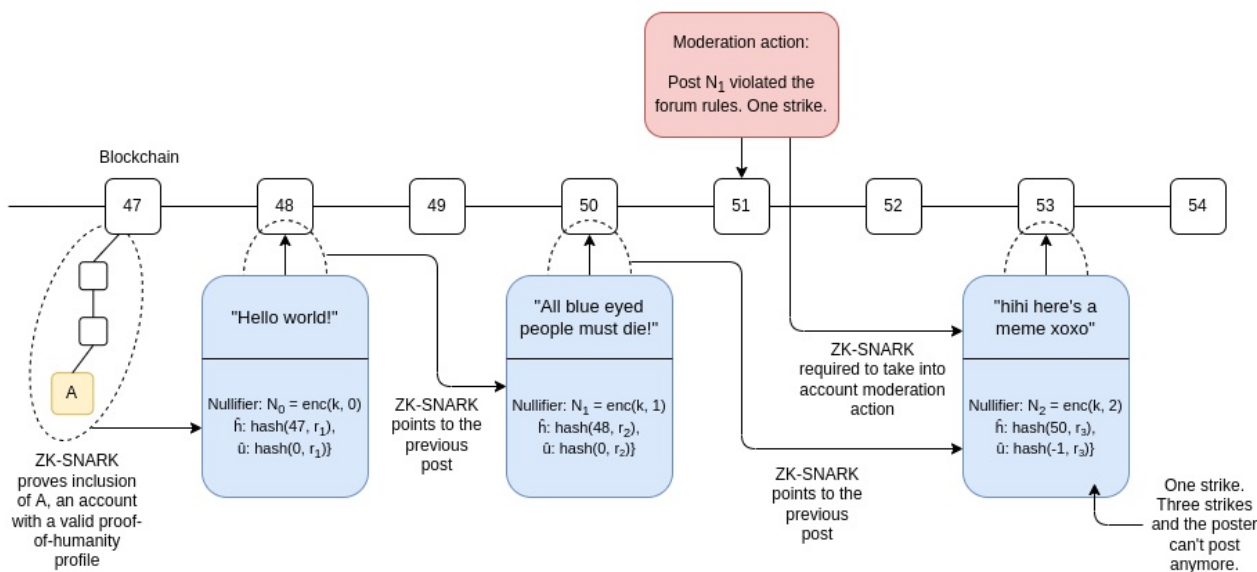 Moderation action:
Post N₁ violated the
forum rules. One strike.
Blockchain
47
48
49
50
51
52
53
54
A
"Hello world!"
Nullifier: N₀ = enc(k, 0)
ĥ: hash(47, r₁),
û: hash(0, r₁)}
"All blue eyed
people must die!"
Nullifier: N₁ = enc(k, 1)
ĥ: hash(48, r₂),
û: hash(0, r₂)}
"hihi here's a
meme xoxo"
Nullifier: N₂ = enc(k, 2)
ĥ: hash(50, r₃),
û: hash(-1, r₃)}
ZK-SNARK
proves inclusion
of A, an account
with a valid proof-
of-humanity
profile
ZK-SNARK
points to the
previous
post
ZK-SNARK
required to take into
account moderation
action
ZK-SNARK
points to the
previous
post
One strike.
Three strikes
and the poster
can't post
anymore.